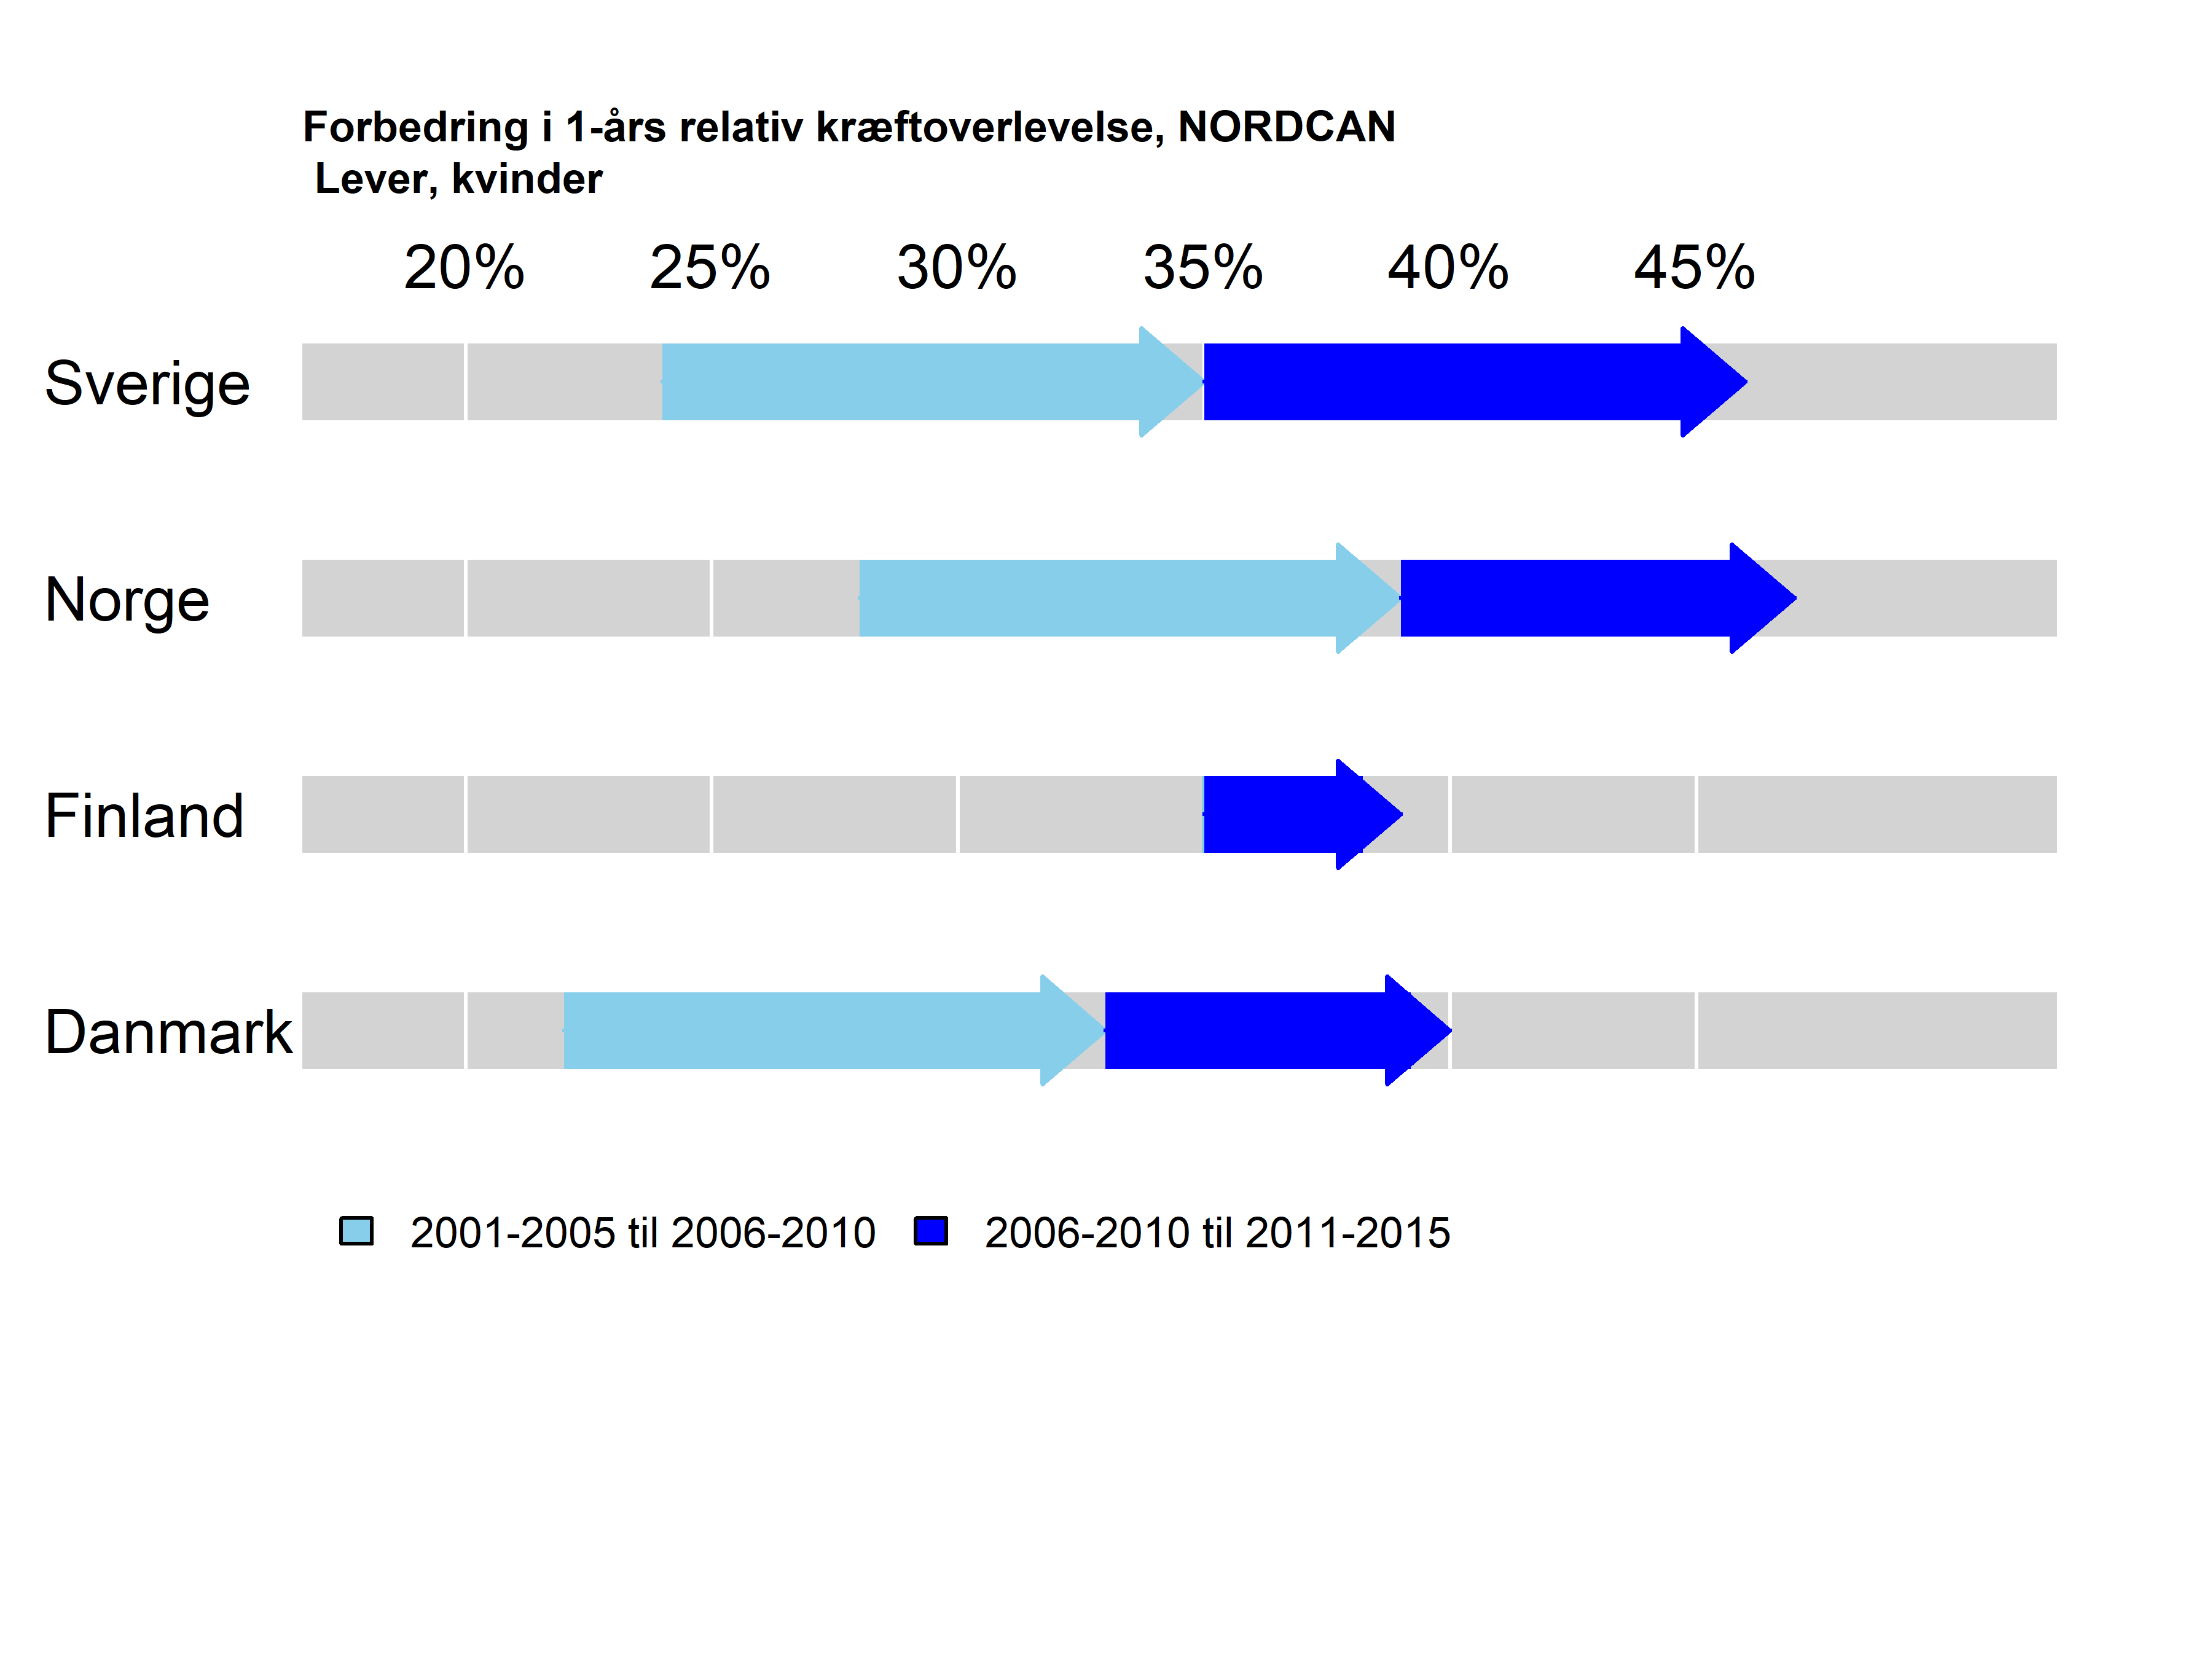 Forbedring i 1-års relativ kræftoverlevelse, NORDCAN
Lever, kvinder
20% 25% 30% 35% 40% 45%
Sverige
Norge
Finland
Danmark
2001-2005 til 2006-2010 2006-2010 til 2011-2015